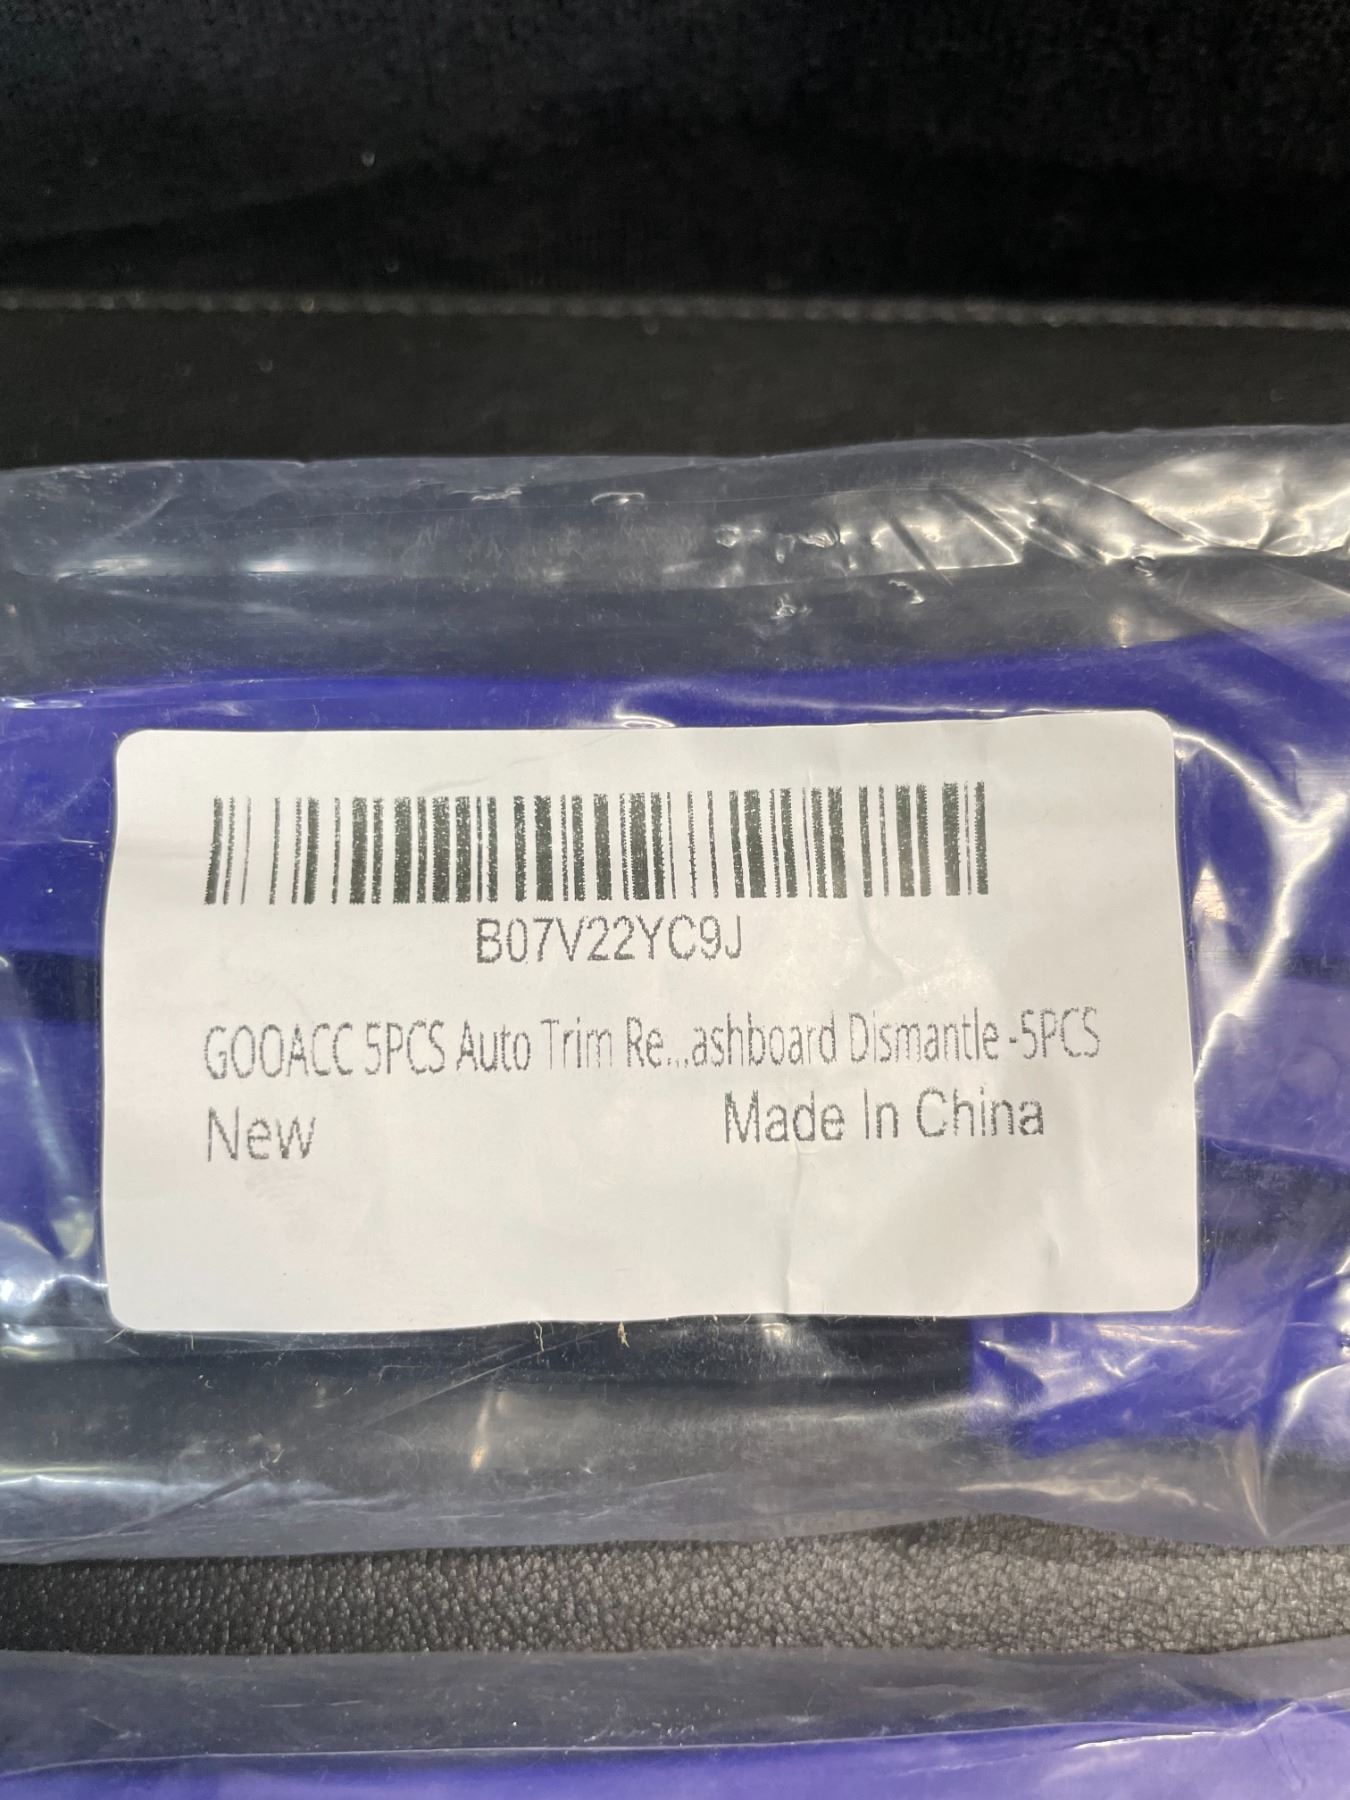 B07V22YC9J
GOOACC 5PCS Auto Trim Re...ashboard Dismantle -5PCS
New Made In China